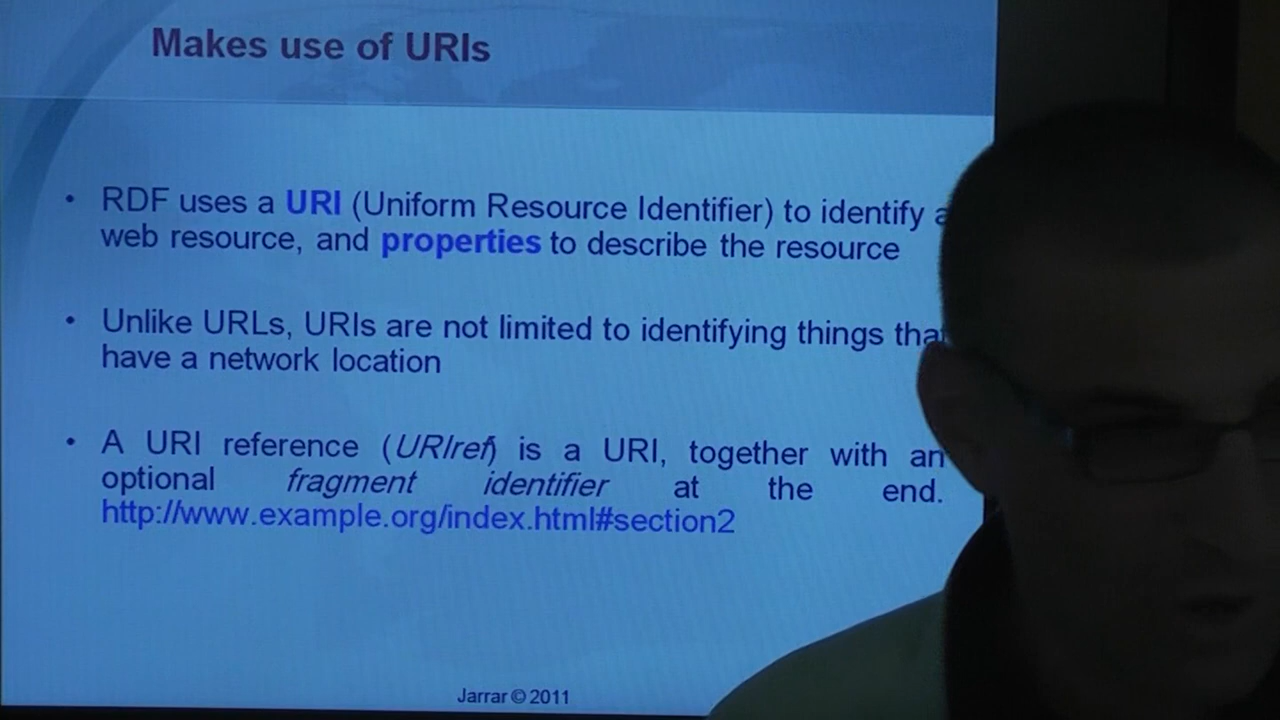 Makes use of URIs
• RDF uses a URI (Uniform Resource Identifier) to identify a
web resource, and properties to describe the resource
• Unlike URLs, URIs are not limited to identifying things that
have a network location
• A URI reference (URIref) is a URI, together with an
optional fragment identifier at the end.
http://www.example.org/index.html#section2
Jarrar © 2011